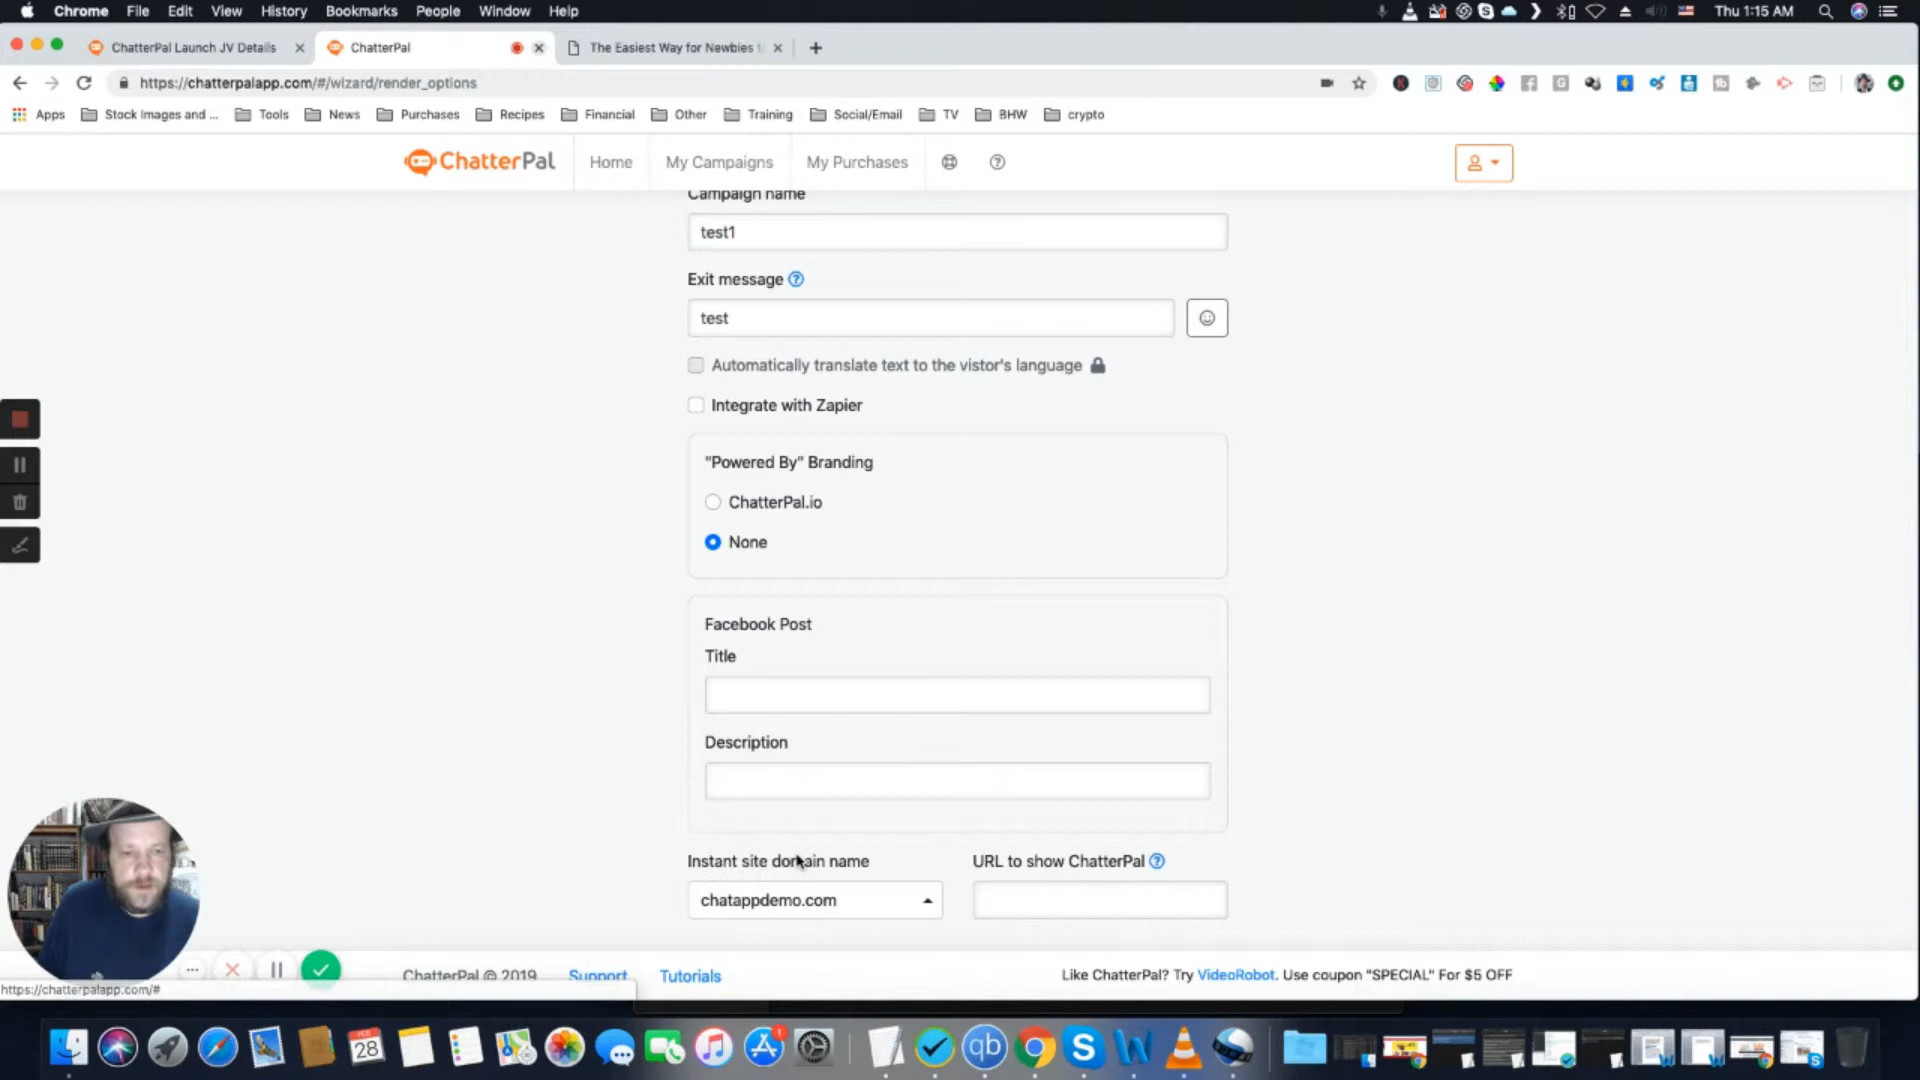 Chrome File Edit View History Bookmarks People Window Help Thu 1:15 AM
ChatterPal Launch JV Details ChatterPal The Easiest Way for Newbies
https://chatterpalapp.com/#/wizard/render_options
Apps Stock Images and ... Tools News Purchases Recipes Financial Other Training Social/Email TV BHW crypto
ChatterPal Home My Campaigns My Purchases
Campaign name
test1
Exit message
test
Automatically translate text to the vistor's language
Integrate with Zapier
"Powered By" Branding
ChatterPal.io
None
Facebook Post
Title
Description
Instant site domain name URL to show ChatterPal
chatappdemo.com
ChatterPal © 2019 Support Tutorials Like ChatterPal? Try VideoRobot. Use coupon "SPECIAL" For $5 OFF
https://chatterpalapp.com/#
FEB
28
qb